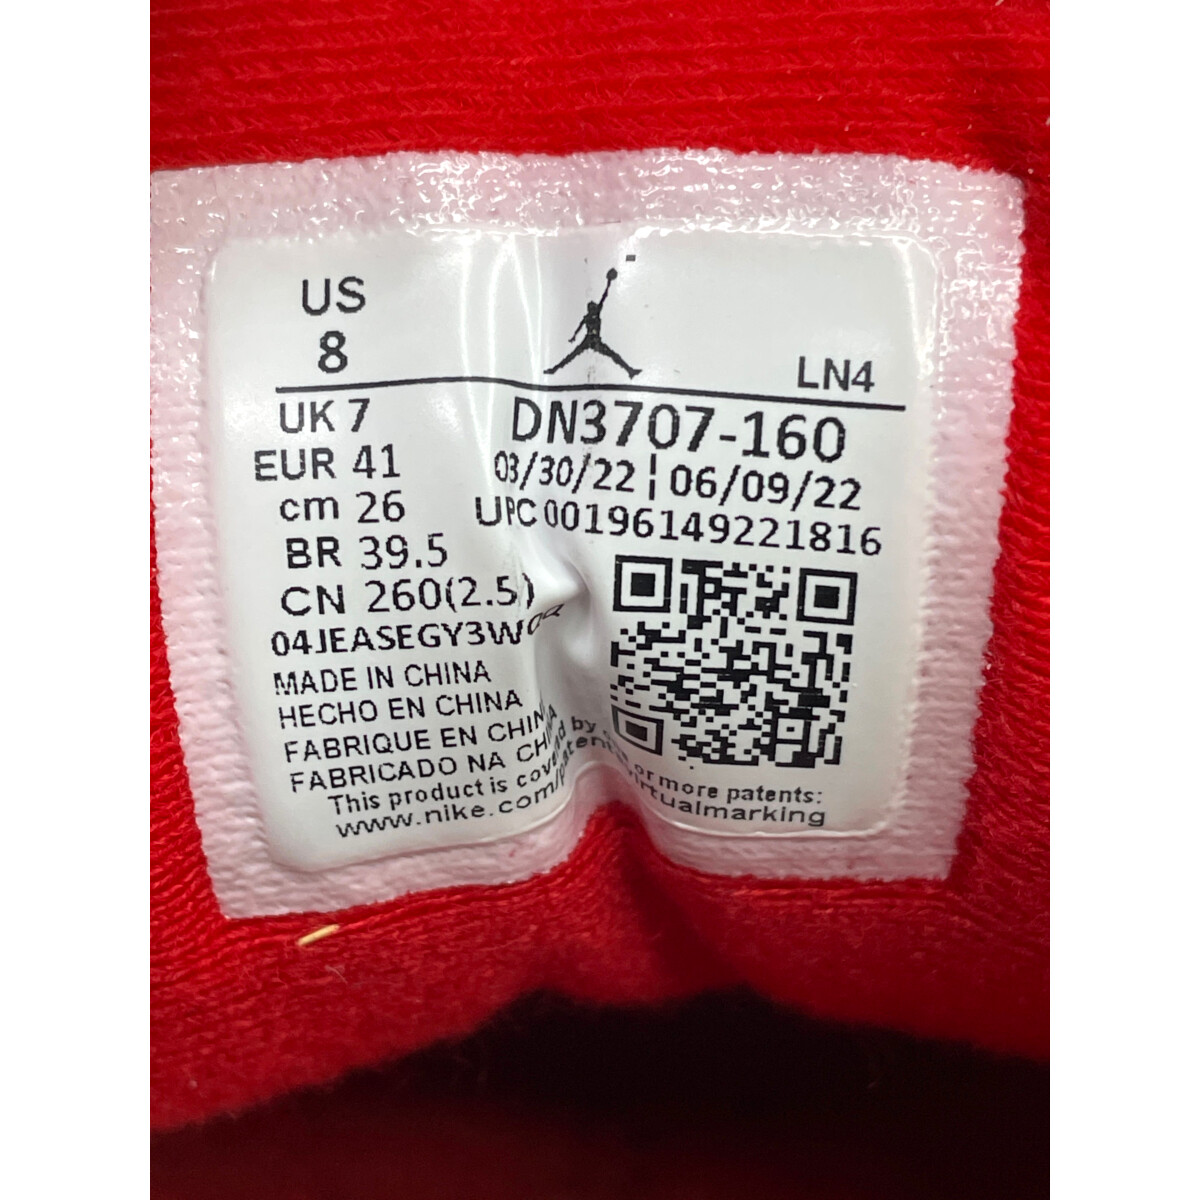 US
8
LN4
UK 7
EUR 41
cm 26
BR 39.5
CN 260(2.5)
DN3707-160
03/30/22 | 06/09/22
UPC 00196149221816
MADE IN CHINA
HECHO EN CHINA
FABRIQUE EN CHINA
FABRICADO NA CHINA
This product is covered by one or more patents:
www.nike.com/patents/virtualmarking